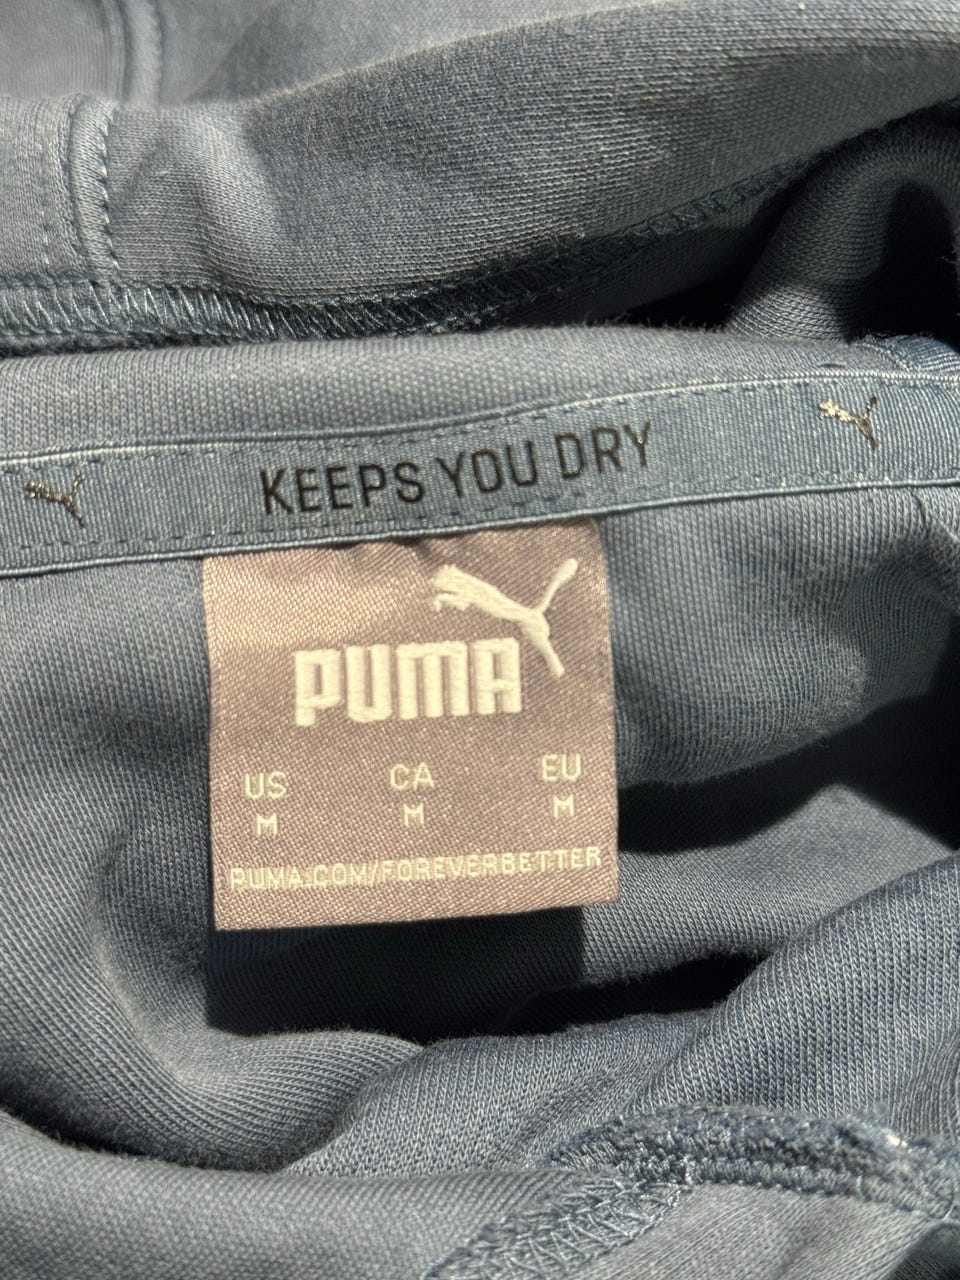 KEEPS YOU DRY
PUMA
US CA EU
M M M
PUMA.COM/FOREVERBETTER